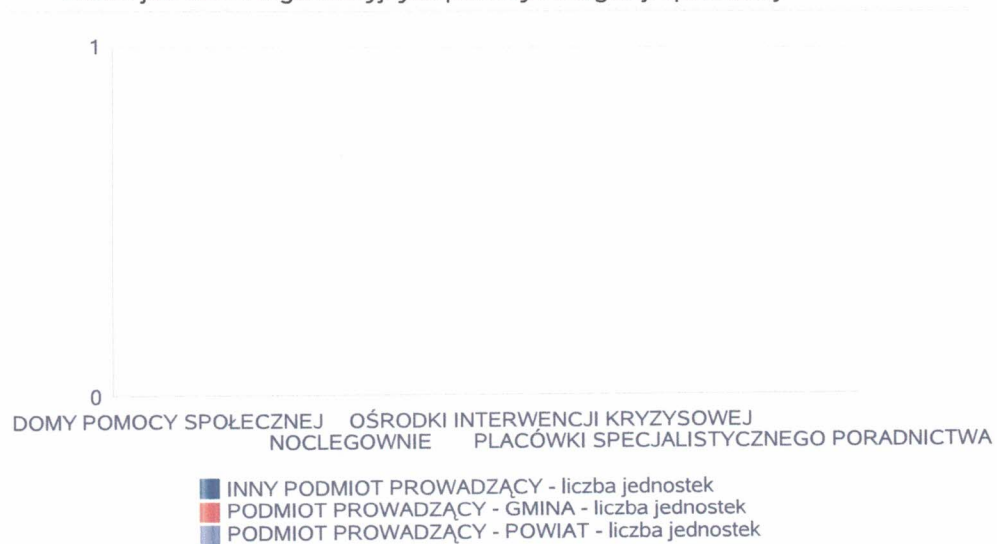 1
0
DOMY POMOCY SPOŁECZNEJ OŚRODKI INTERWENCJI KRYZYSOWEJ
NOCLEGOWNIE PLACÓWKI SPECJALISTYCZNEGO PORADNICTWA
INNY PODMIOT PROWADZĄCY - liczba jednostek
PODMIOT PROWADZĄCY - GMINA - liczba jednostek
PODMIOT PROWADZĄCY - POWIAT - liczba jednostek